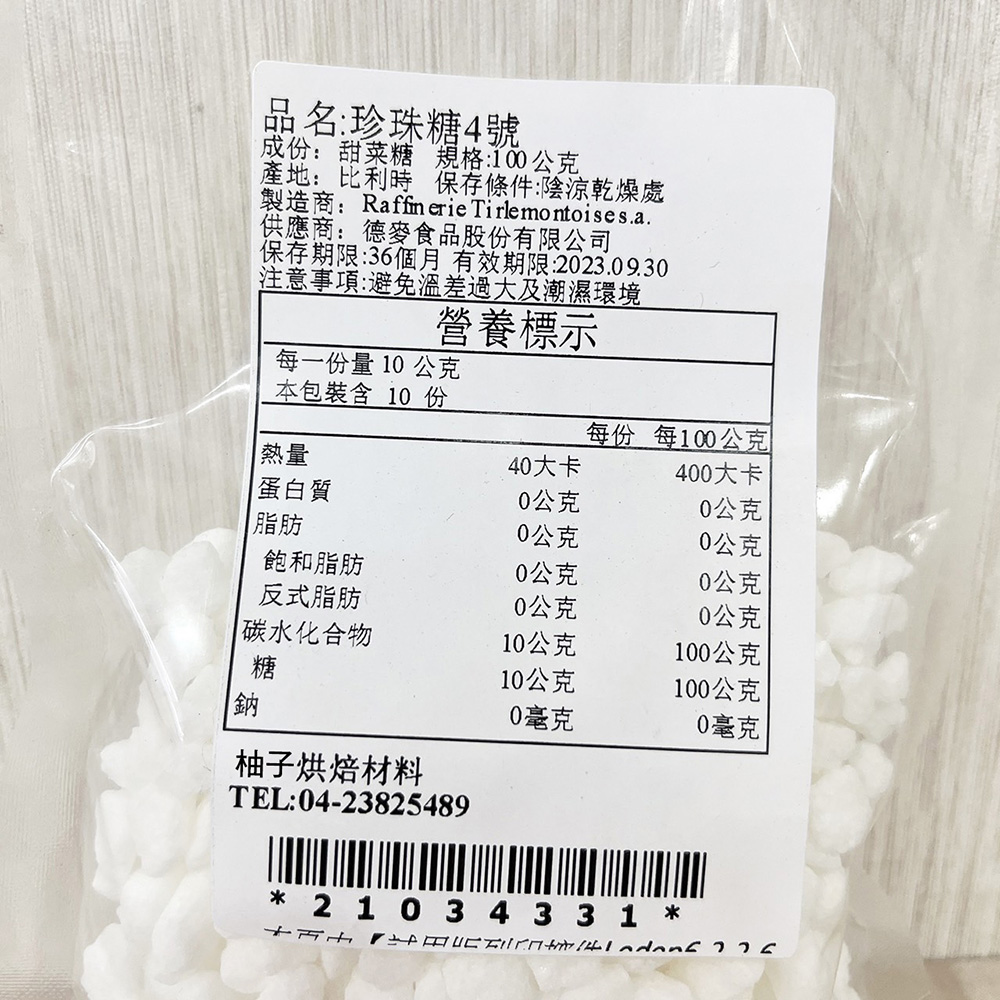 品名:珍珠糖4號
成份：甜菜糖 規格:100公克
產地：比利時 保存條件:陰涼乾燥處
製造商：Raffinerie Tirlemontoise s.a.
供應商：德麥食品股份有限公司
保存期限:36個月 有效期限:2023.09.30
注意事項:避免溫差過大及潮濕環境
營養標示
每一份量 10 公克
本包裝含 10 份
每份 每100公克
熱量 40大卡 400大卡
蛋白質 0公克 0公克
脂肪 0公克 0公克
飽和脂肪 0公克 0公克
反式脂肪 0公克 0公克
碳水化合物 10公克 100公克
糖 10公克 100公克
鈉 0毫克 0毫克
柚子烘焙材料
TEL:04-23825489
*21034331*